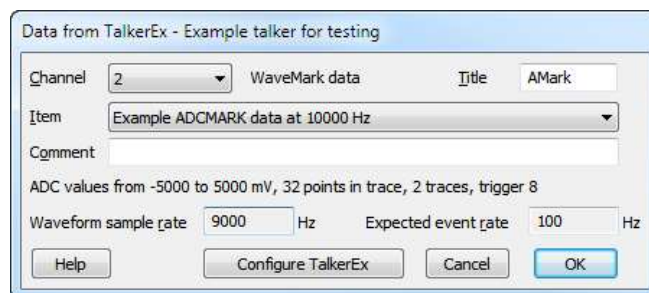 Data from TalkerEx - Example talker for testing
Channel 2 WaveMark data Title AMark
Item Example ADCMARK data at 10000 Hz
Comment
ADC values from -5000 to 5000 mV, 32 points in trace, 2 traces, trigger 8
Waveform sample rate 9000 Hz Expected event rate 100 Hz
Help Configure TalkerEx Cancel OK